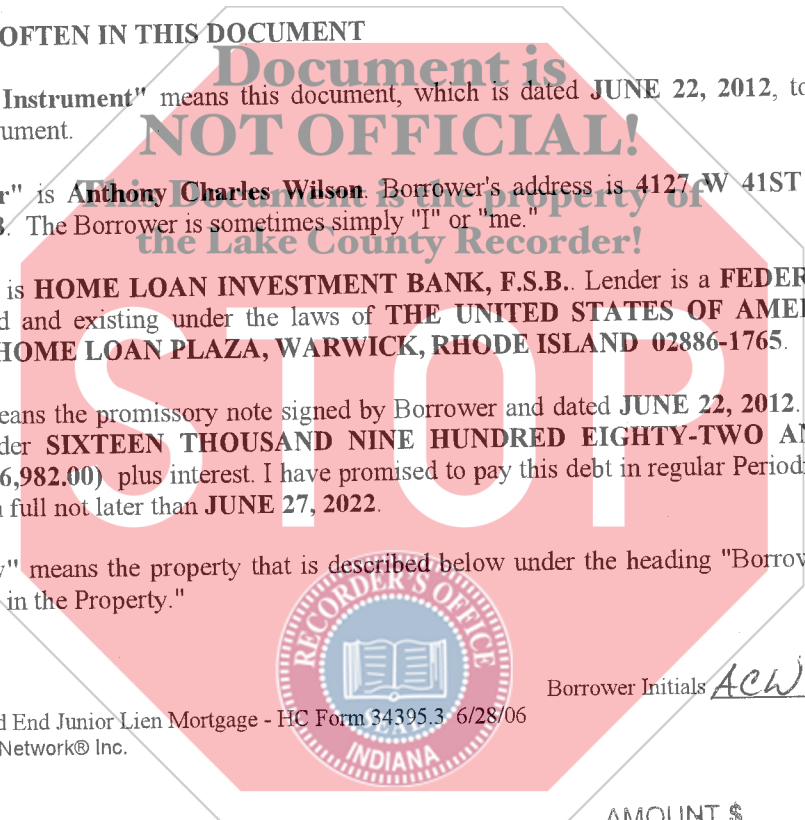 OFTEN IN THIS DOCUMENT
Document is
Instrument" means this document, which is dated JUNE 22, 2012, to
ument.
NOT OFFICIAL!
r" is Anthony Charles Wilson. Borrower's address is 4127 W 41ST
This Document is the property of
. The Borrower is sometimes simply "I" or "me."
the Lake County Recorder!
is HOME LOAN INVESTMENT BANK, F.S.B.. Lender is a FEDER
d and existing under the laws of THE UNITED STATES OF AME
HOME LOAN PLAZA, WARWICK, RHODE ISLAND 02886-1765.
STOP
eans the promissory note signed by Borrower and dated JUNE 22, 2012.
der SIXTEEN THOUSAND NINE HUNDRED EIGHTY-TWO AN
6,982.00) plus interest. I have promised to pay this debt in regular Periodi
full not later than JUNE 27, 2022.
y" means the property that is described below under the heading "Borrow
in the Property."
RECORDER'S OFFICE
SEAL
INDIANA
Borrower Initials ACW
d End Junior Lien Mortgage - HC Form 34395.3 6/28/06
Network® Inc.
AMOUNT $